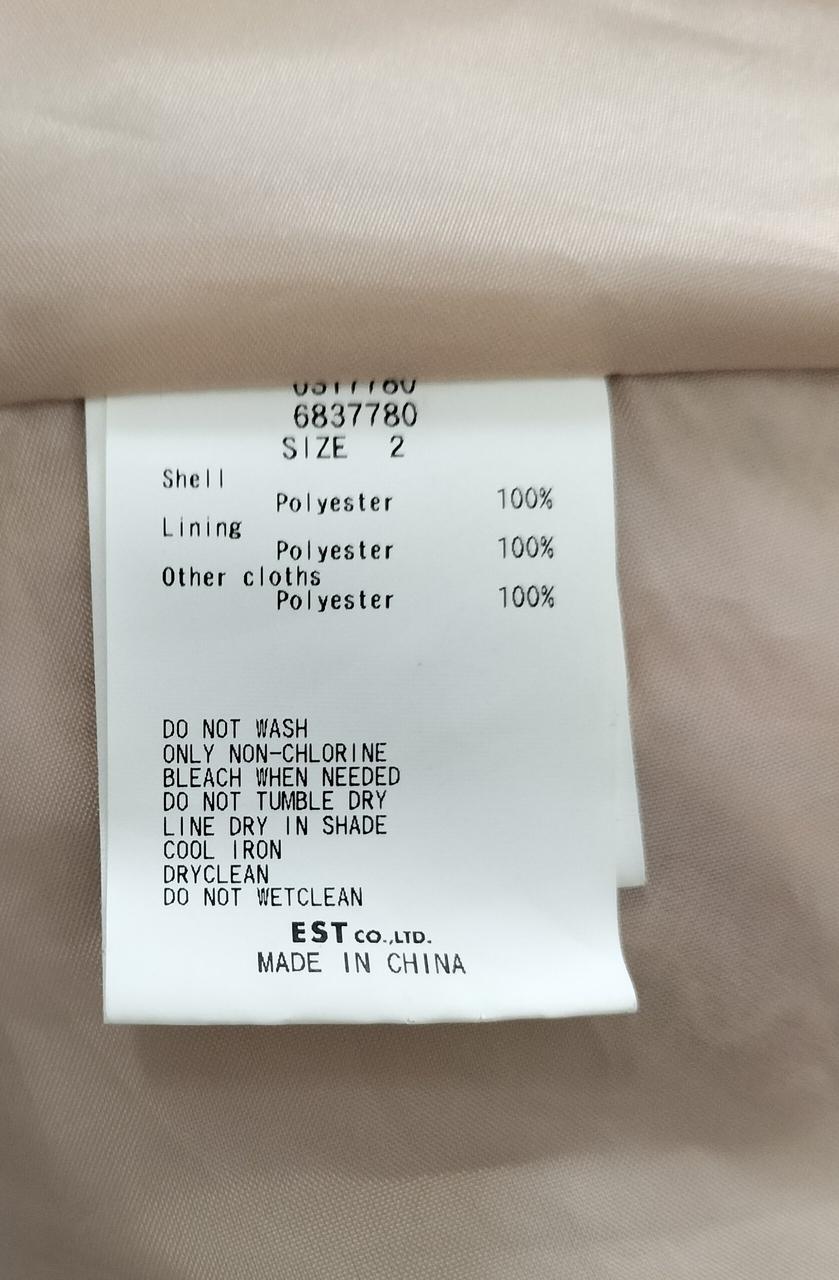 6837780
SIZE 2
Shell
Polyester 100%
Lining
Polyester 100%
Other cloths
Polyester 100%
DO NOT WASH
ONLY NON-CHLORINE
BLEACH WHEN NEEDED
DO NOT TUMBLE DRY
LINE DRY IN SHADE
COOL IRON
DRYCLEAN
DO NOT WETCLEAN
EST CO.,LTD.
MADE IN CHINA